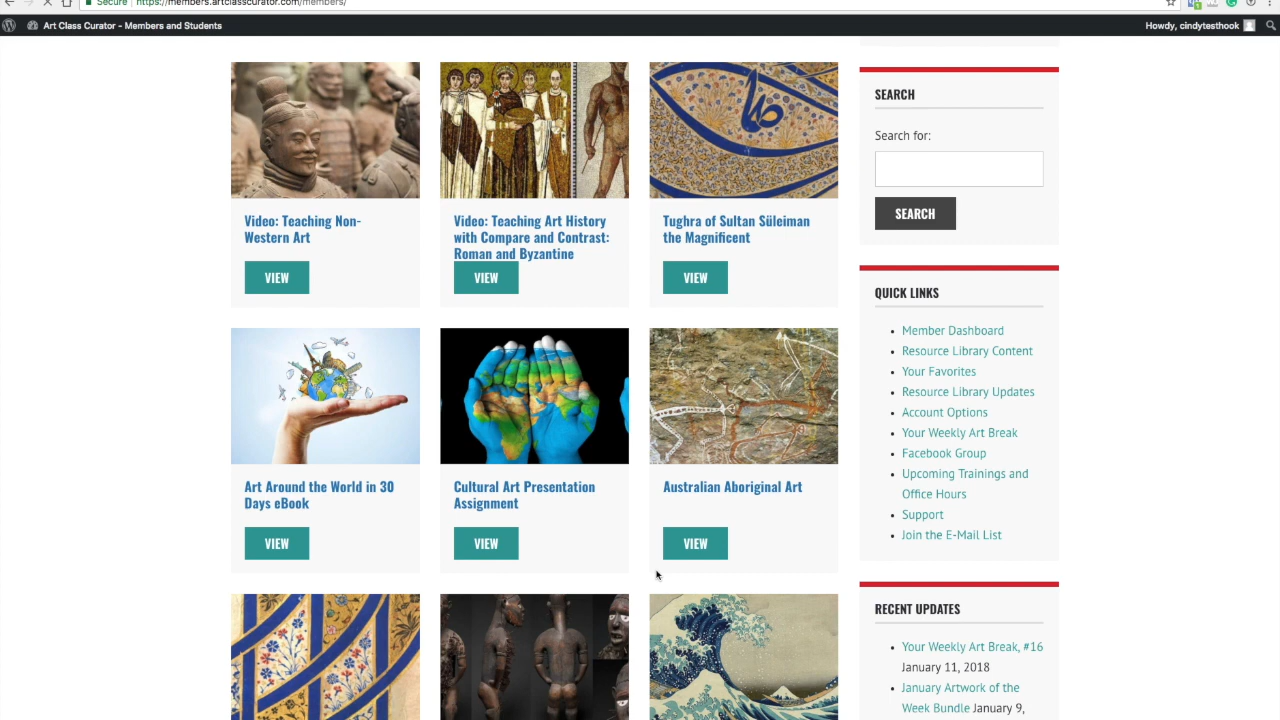 Secure https://members.artclasscurator.com/members/
Art Class Curator - Members and Students
Howdy, cindytesthook
Video: Teaching Non-
Western Art
VIEW
Video: Teaching Art History
with Compare and Contrast:
Roman and Byzantine
VIEW
Tughra of Sultan Süleiman
the Magnificent
VIEW
Art Around the World in 30
Days eBook
VIEW
Cultural Art Presentation
Assignment
VIEW
Australian Aboriginal Art
VIEW
SEARCH
Search for:
SEARCH
QUICK LINKS
Member Dashboard
Resource Library Content
Your Favorites
Resource Library Updates
Account Options
Your Weekly Art Break
Facebook Group
Upcoming Trainings and
Office Hours
Support
Join the E-Mail List
RECENT UPDATES
Your Weekly Art Break, #16
January 11, 2018
January Artwork of the
Week Bundle January 9,